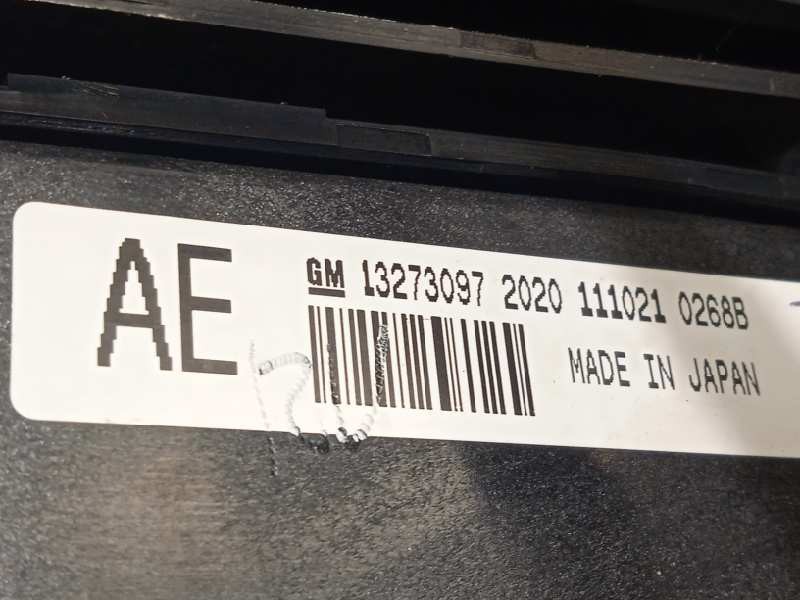 AE
GM 13273097 2020 111021 0268B
MADE IN JAPAN